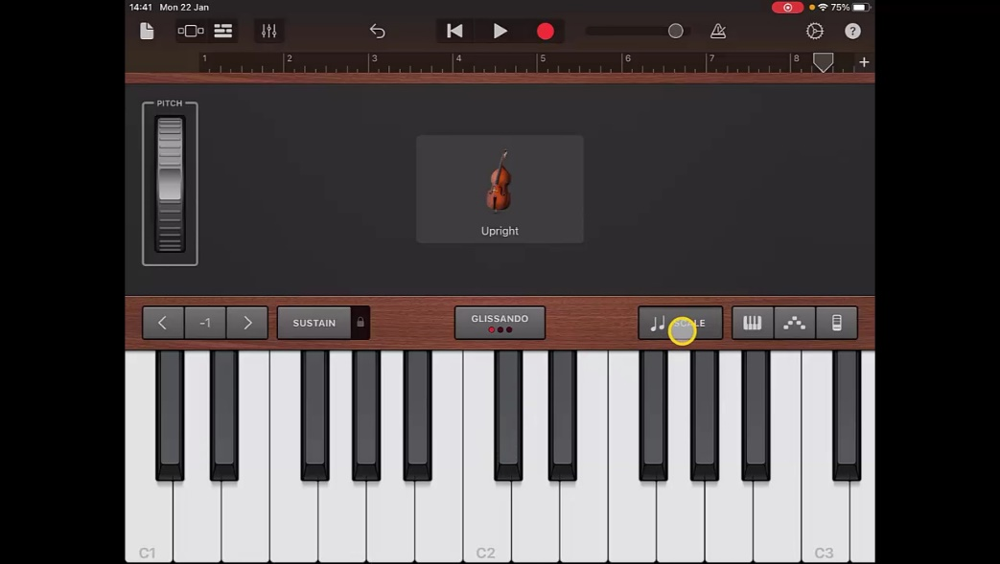 14:41 Mon 22 Jan
75%
1 2 3 4 5 6 7 8 +
?
PITCH
Upright
-1
SUSTAIN
GLISSANDO
SCALE
C1 C2 C3